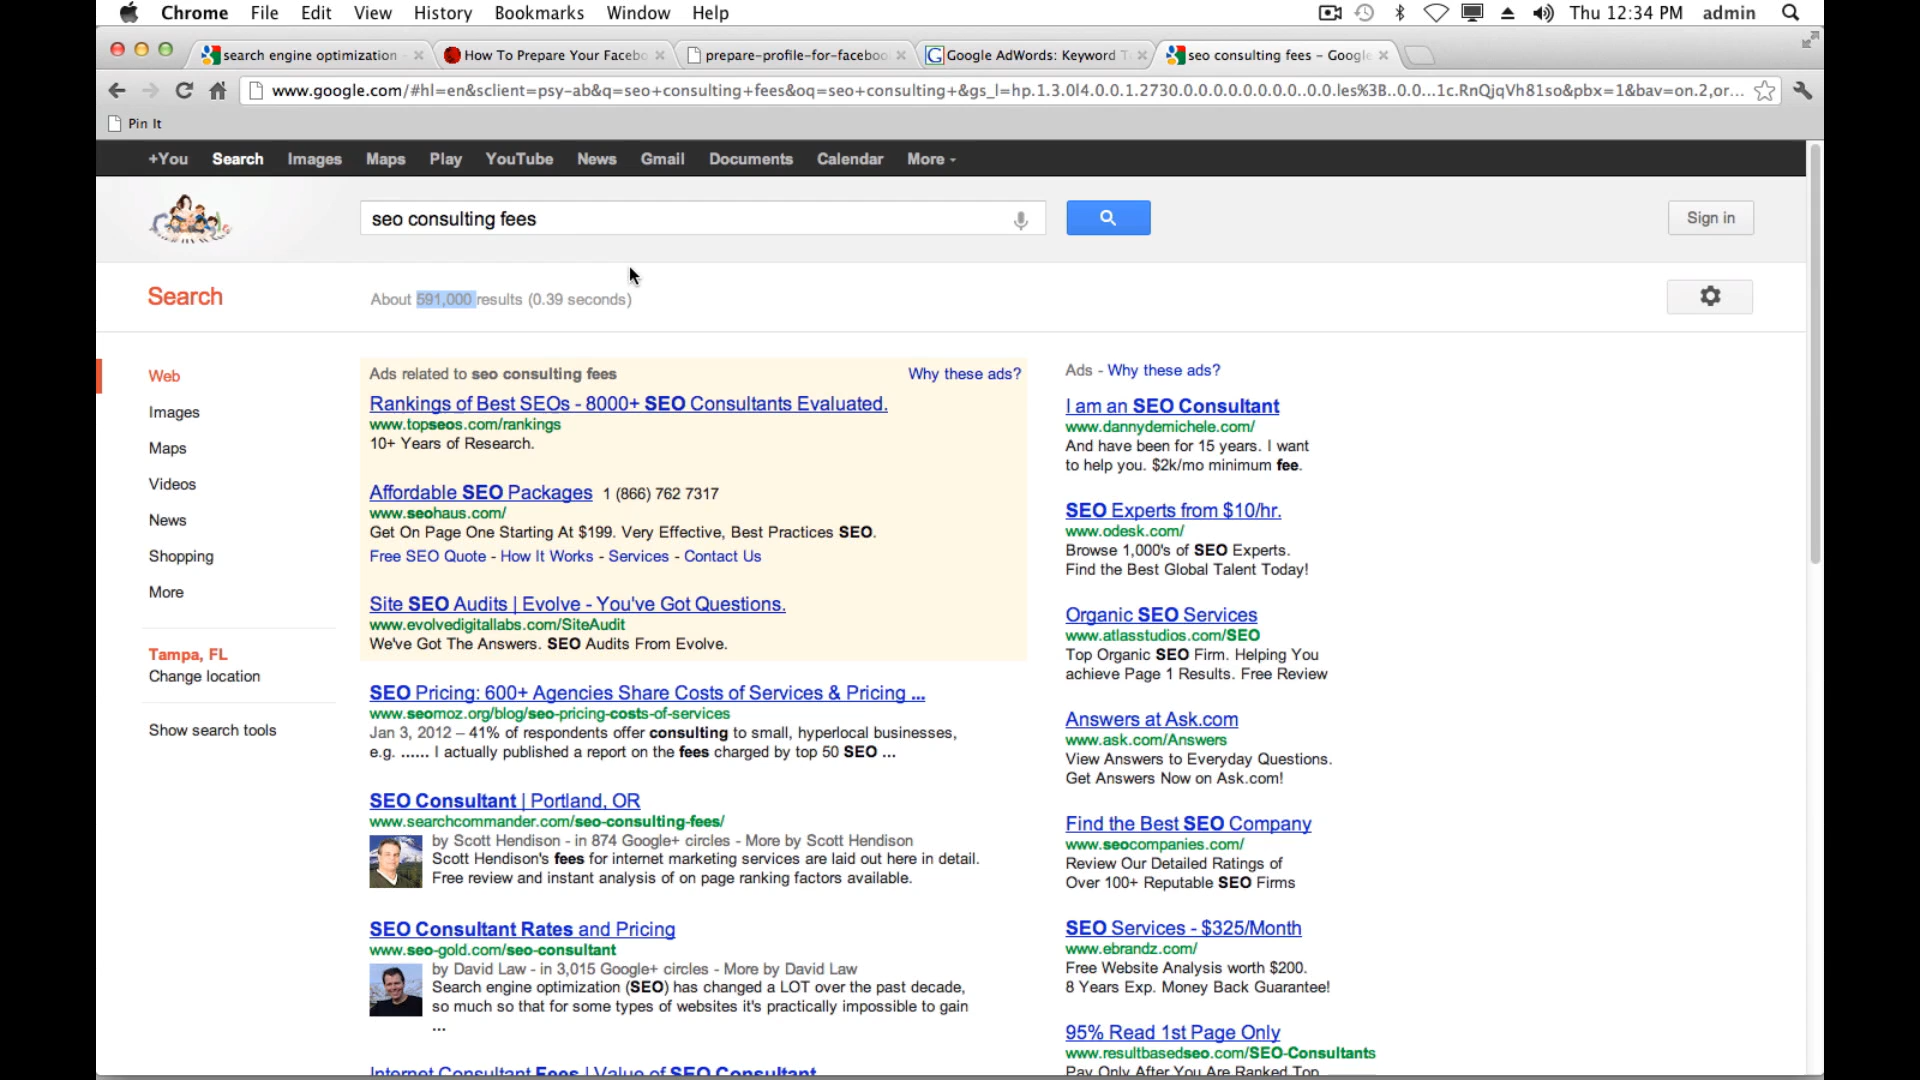 Chrome File Edit View History Bookmarks Window Help Thu 12:34 PM admin
search engine optimization How To Prepare Your Facebo prepare-profile-for-faceboo Google AdWords: Keyword T seo consulting fees - Google
www.google.com/#hl=en&sclient=psy-ab&q=seo+consulting+fees&oq=seo+consulting+&gs_l=hp.1.3.0l4.0.0.1.2730.0.0.0.0.0.0.0.0..0.0.les%3B..0.0...1c.RnQjqVh81so&pbx=1&bav=on.2,or...
Pin It
+You Search Images Maps Play YouTube News Gmail Documents Calendar More
seo consulting fees
Sign in
Search
About 591,000 results (0.39 seconds)
Web
Images
Maps
Videos
News
Shopping
More
Tampa, FL
Change location
Show search tools
Ads related to seo consulting fees Why these ads?
Rankings of Best SEOs - 8000+ SEO Consultants Evaluated.
www.topseos.com/rankings
10+ Years of Research.
Affordable SEO Packages 1 (866) 762 7317
www.seohaus.com/
Get On Page One Starting At $199. Very Effective, Best Practices SEO.
Free SEO Quote - How It Works - Services - Contact Us
Site SEO Audits | Evolve - You've Got Questions.
www.evolvedigitallabs.com/SiteAudit
We've Got The Answers. SEO Audits From Evolve.
SEO Pricing: 600+ Agencies Share Costs of Services & Pricing ...
www.seomoz.org/blog/seo-pricing-costs-of-services
Jan 3, 2012 – 41% of respondents offer consulting to small, hyperlocal businesses,
e.g. ...... I actually published a report on the fees charged by top 50 SEO ...
SEO Consultant | Portland, OR
www.searchcommander.com/seo-consulting-fees/
by Scott Hendison - in 874 Google+ circles - More by Scott Hendison
Scott Hendison's fees for internet marketing services are laid out here in detail.
Free review and instant analysis of on page ranking factors available.
SEO Consultant Rates and Pricing
www.seo-gold.com/seo-consultant
by David Law - in 3,015 Google+ circles - More by David Law
Search engine optimization (SEO) has changed a LOT over the past decade,
so much so that for some types of websites it's practically impossible to gain
...
Internet Consultant Fees | Value of SEO Consultant
Ads - Why these ads?
I am an SEO Consultant
www.dannydemichele.com/
And have been for 15 years. I want
to help you. $2k/mo minimum fee.
SEO Experts from $10/hr.
www.odesk.com/
Browse 1,000's of SEO Experts.
Find the Best Global Talent Today!
Organic SEO Services
www.atlasstudios.com/SEO
Top Organic SEO Firm. Helping You
achieve Page 1 Results. Free Review
Answers at Ask.com
www.ask.com/Answers
View Answers to Everyday Questions.
Get Answers Now on Ask.com!
Find the Best SEO Company
www.seocompanies.com/
Review Our Detailed Ratings of
Over 100+ Reputable SEO Firms
SEO Services - $325/Month
www.ebrandz.com/
Free Website Analysis worth $200.
8 Years Exp. Money Back Guarantee!
95% Read 1st Page Only
www.resultbasedseo.com/SEO-Consultants
Pay Only After You Are Ranked Top